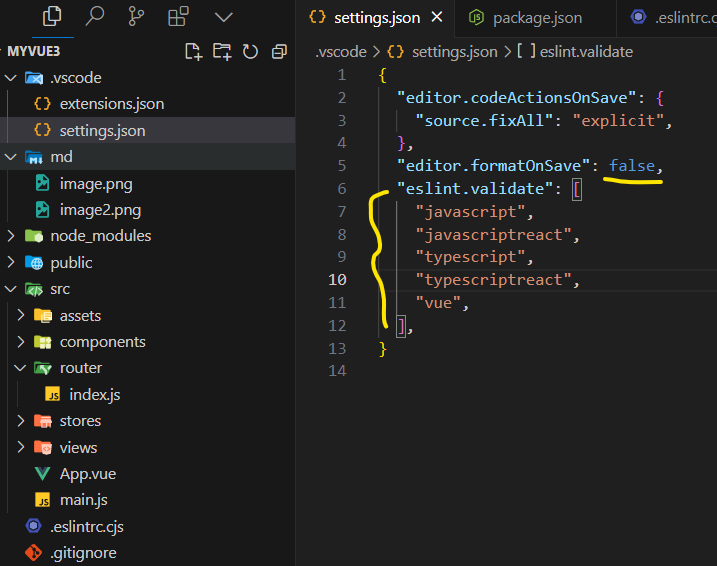 settings.json
package.json
.eslintrc.c
MYVUE3
.vscode
extensions.json
settings.json
md
image.png
image2.png
node_modules
public
src
assets
components
router
JS index.js
stores
views
App.vue
JS main.js
.eslintrc.cjs
.gitignore
.vscode > {} settings.json > [ ] eslint.validate
1 {
2 "editor.codeActionsOnSave": {
3 "source.fixAll": "explicit",
4 },
5 "editor.formatOnSave": false,
6 "eslint.validate": [
7 "javascript",
8 "javascriptreact",
9 "typescript",
10 "typescriptreact",
11 "vue",
12 ],
13 }
14